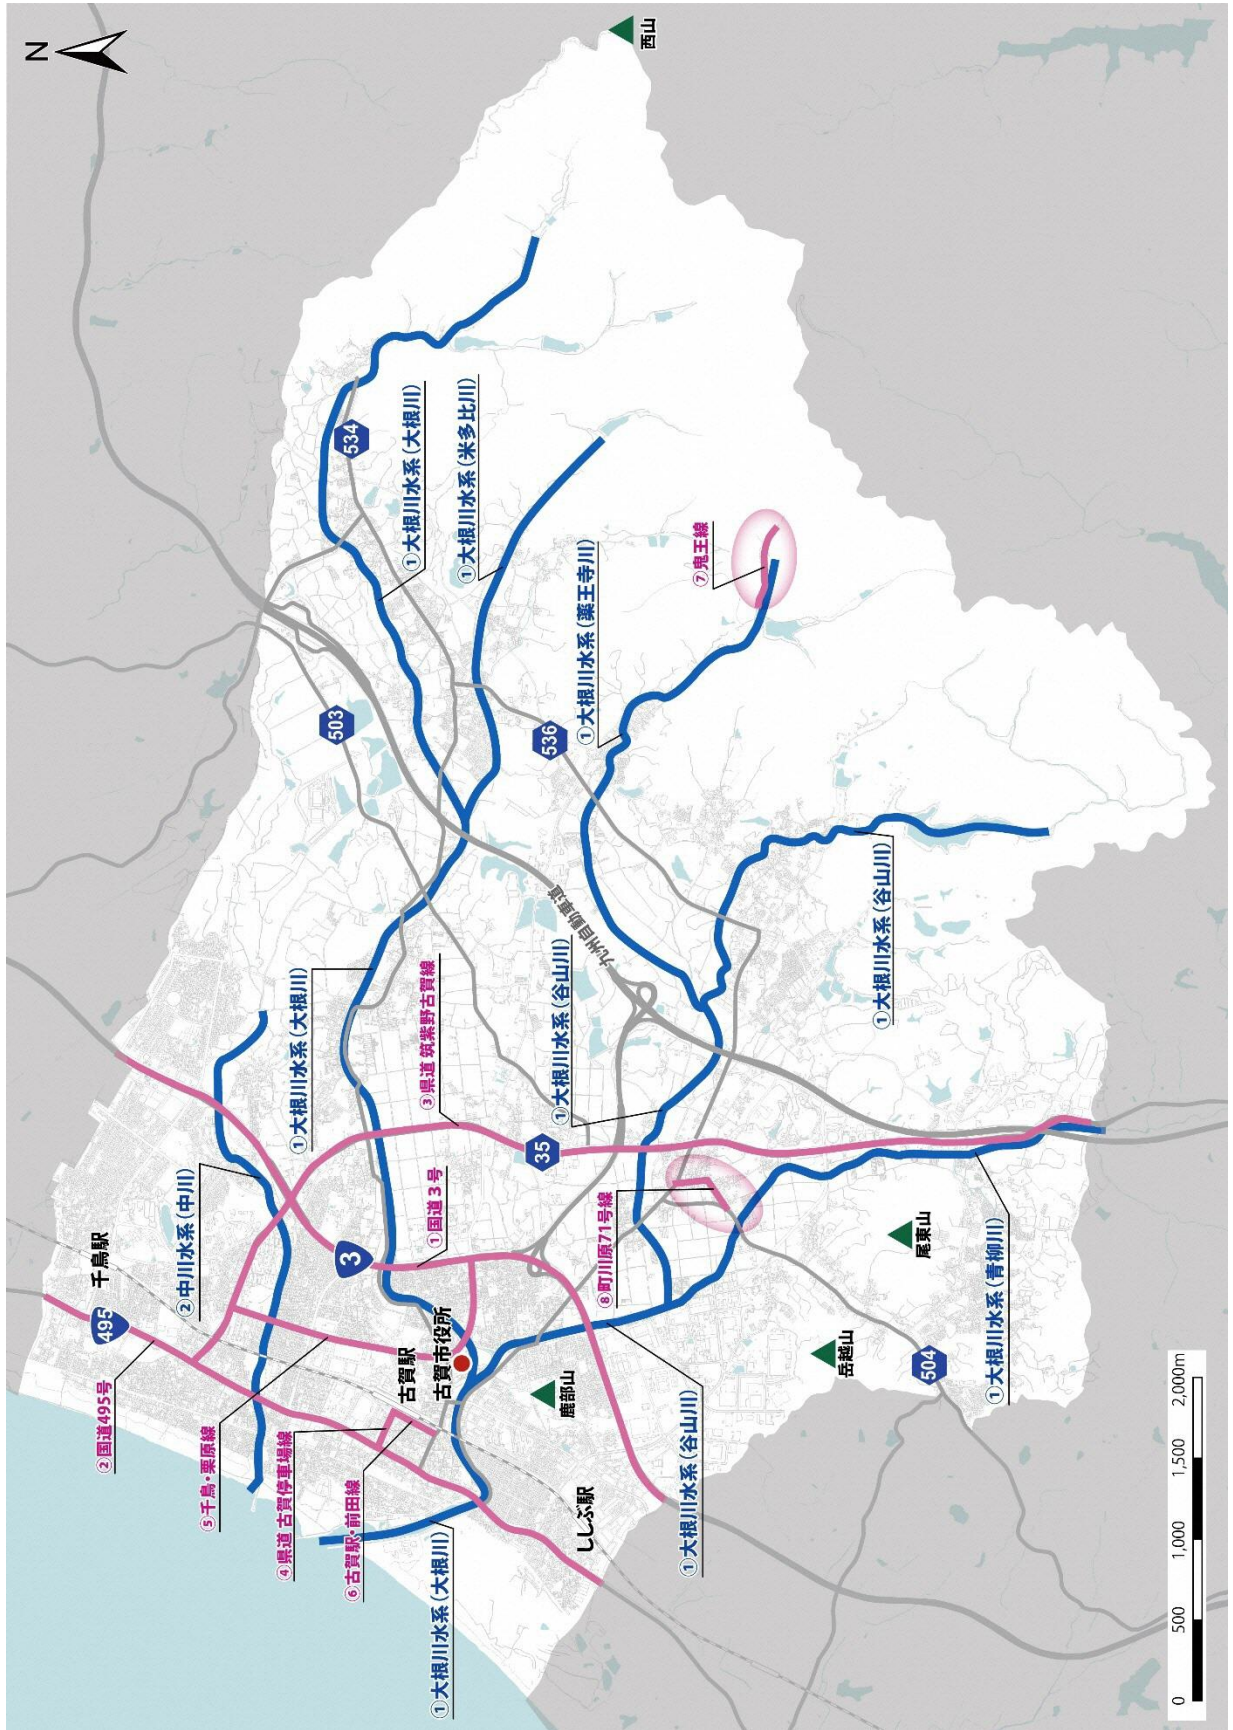 N
西山
534
①大根川水系（大根川）
①大根川水系（米多比川）
⑦鬼王線
①大根川水系（薬王寺川）
503
536
①大根川水系（谷山川）
九州自動車道
①大根川水系（谷山川）
①大根川水系（大根川）
③県道 筑紫野古賀線
35
①国道３号
②中川水系（中川）
3
千鳥駅
495
⑧町川原71号線
尾東山
①大根川水系（青柳川）
古賀駅
古賀市役所
鹿部山
岳越山
504
②国道495号
⑤千鳥・栗原線
④県道 古賀停車場線
⑥古賀駅・前田線
ししぶ駅
①大根川水系（谷山川）
①大根川水系（大根川）
0 500 1,000 1,500 2,000m